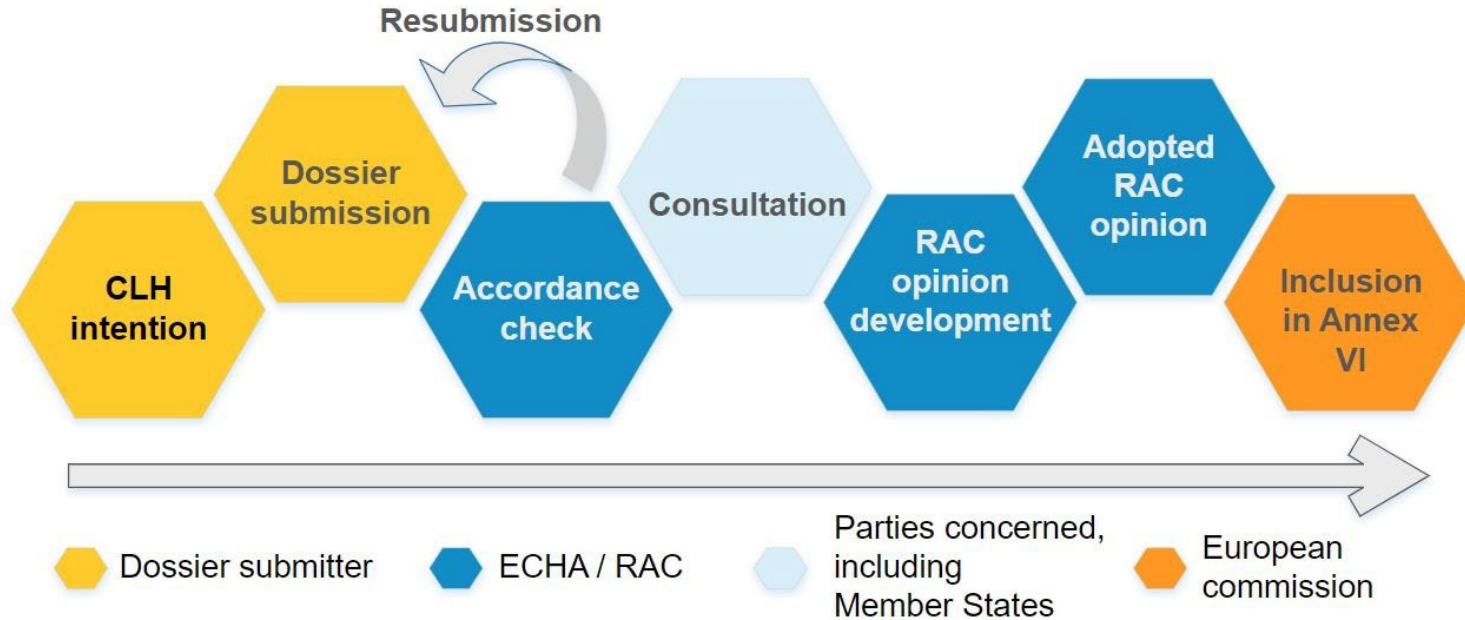 Resubmission
CLH
intention
Dossier
submission
Accordance
check
Consultation
RAC
opinion
development
Adopted
RAC
opinion
Inclusion
in Annex
VI
Dossier submitter
ECHA / RAC
Parties concerned,
including
Member States
European
commission